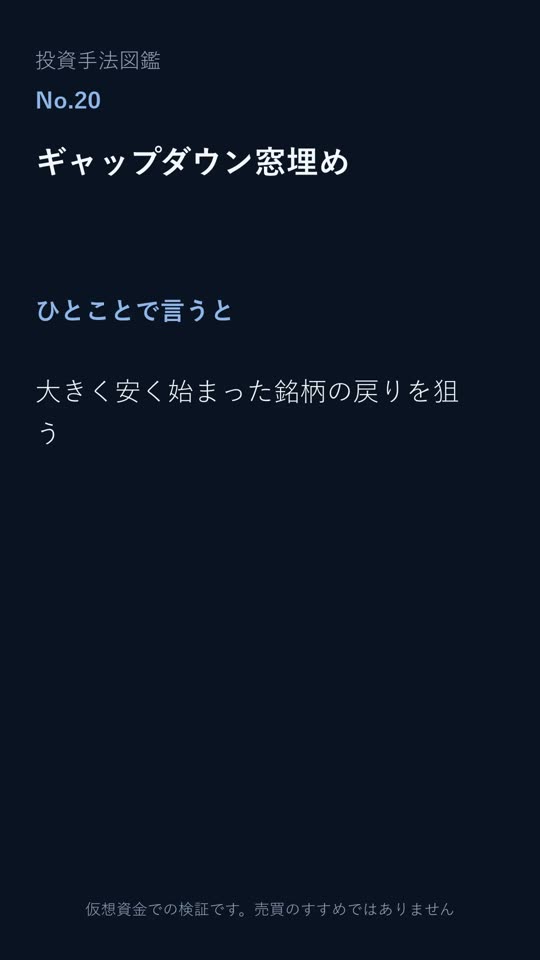 投資手法図鑑
No.20
ギャップダウン窓埋め
ひとことで言うと
大きく安く始まった銘柄の戻りを狙
う
仮想資金での検証です。売買のすすめではありません